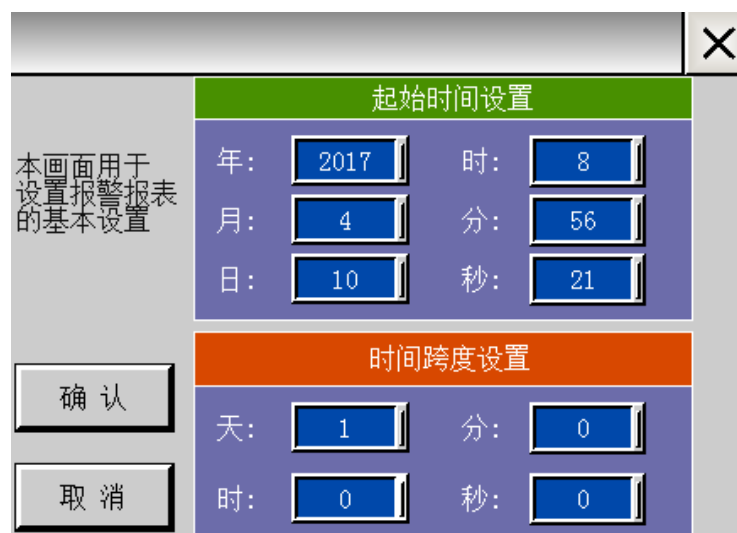 起始时间设置
本画面用于
设置报警报表
的基本设置
年: 2017 时: 8
月: 4 分: 56
日: 10 秒: 21
时间跨度设置
确 认
天: 1 分: 0
取 消
时: 0 秒: 0